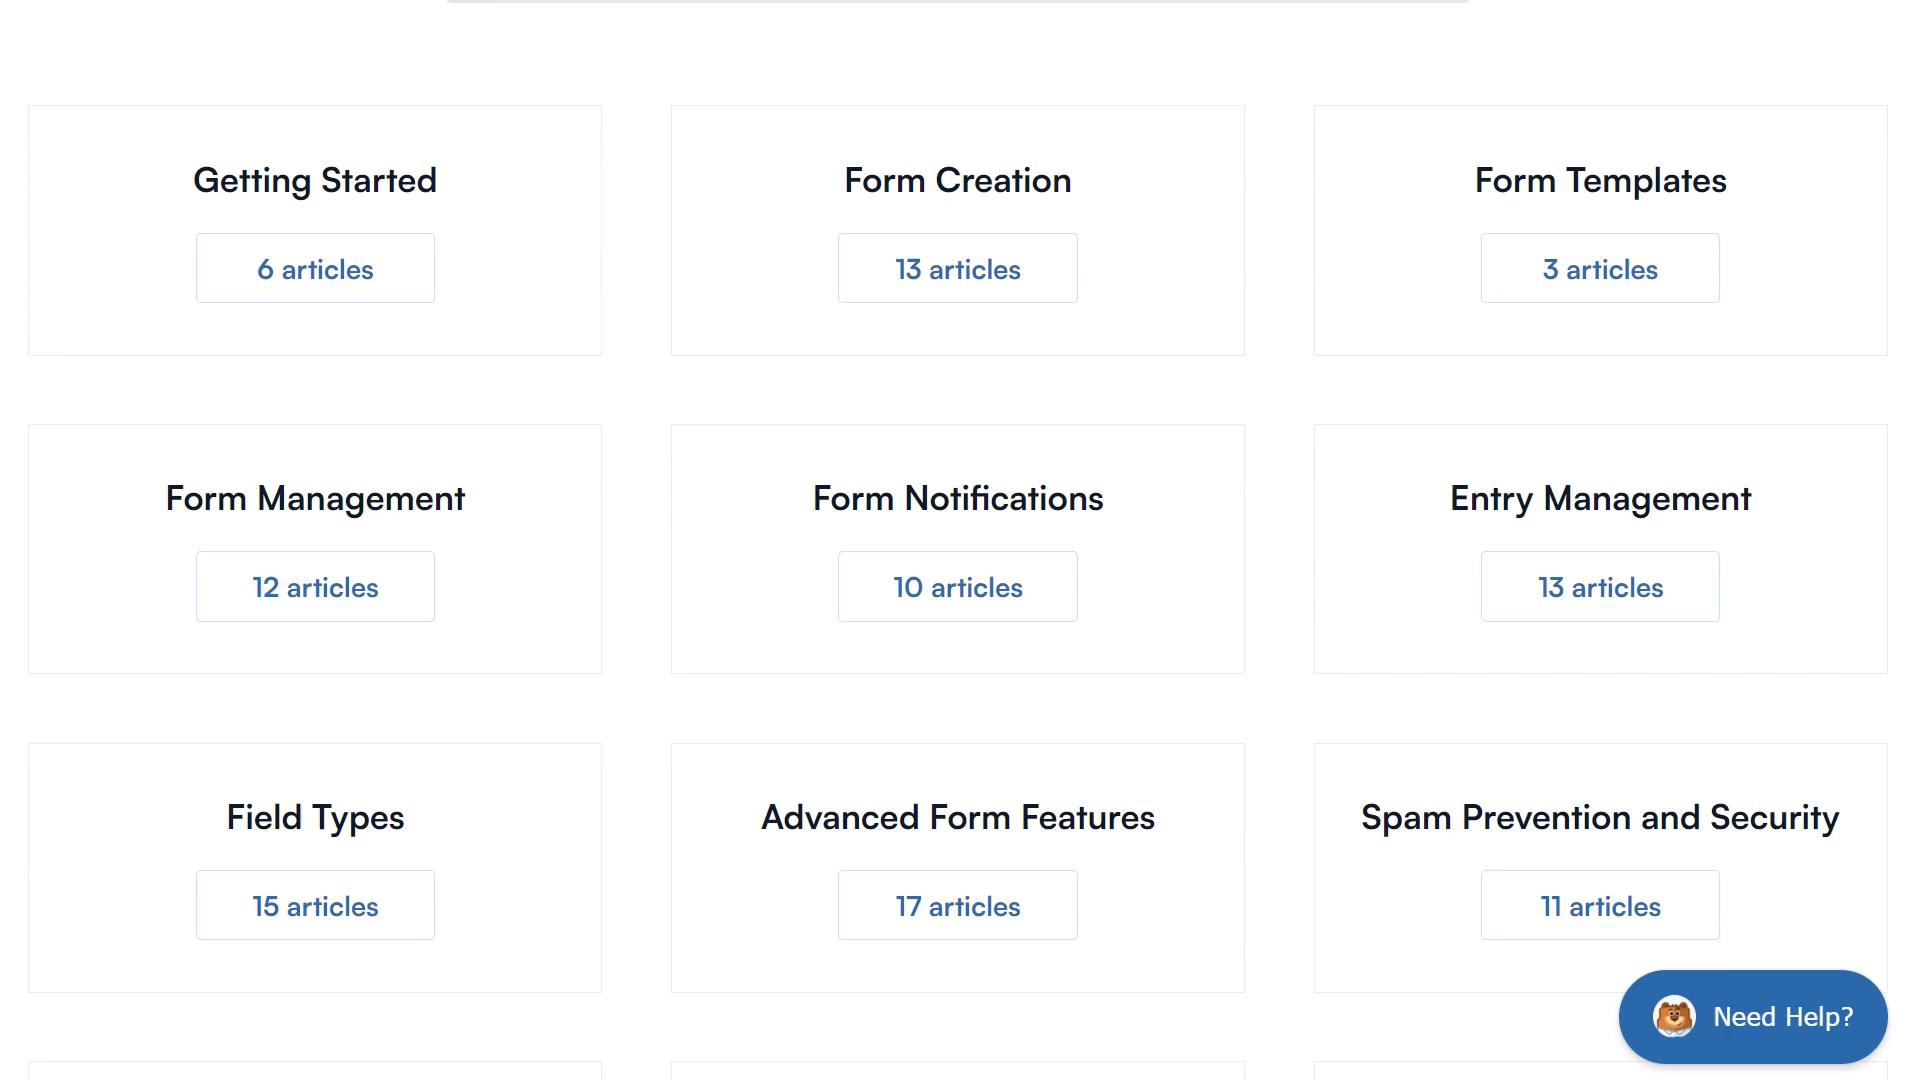 Getting Started
6 articles
Form Creation
13 articles
Form Templates
3 articles
Form Management
12 articles
Form Notifications
10 articles
Entry Management
13 articles
Field Types
15 articles
Advanced Form Features
17 articles
Spam Prevention and Security
11 articles
Need Help?